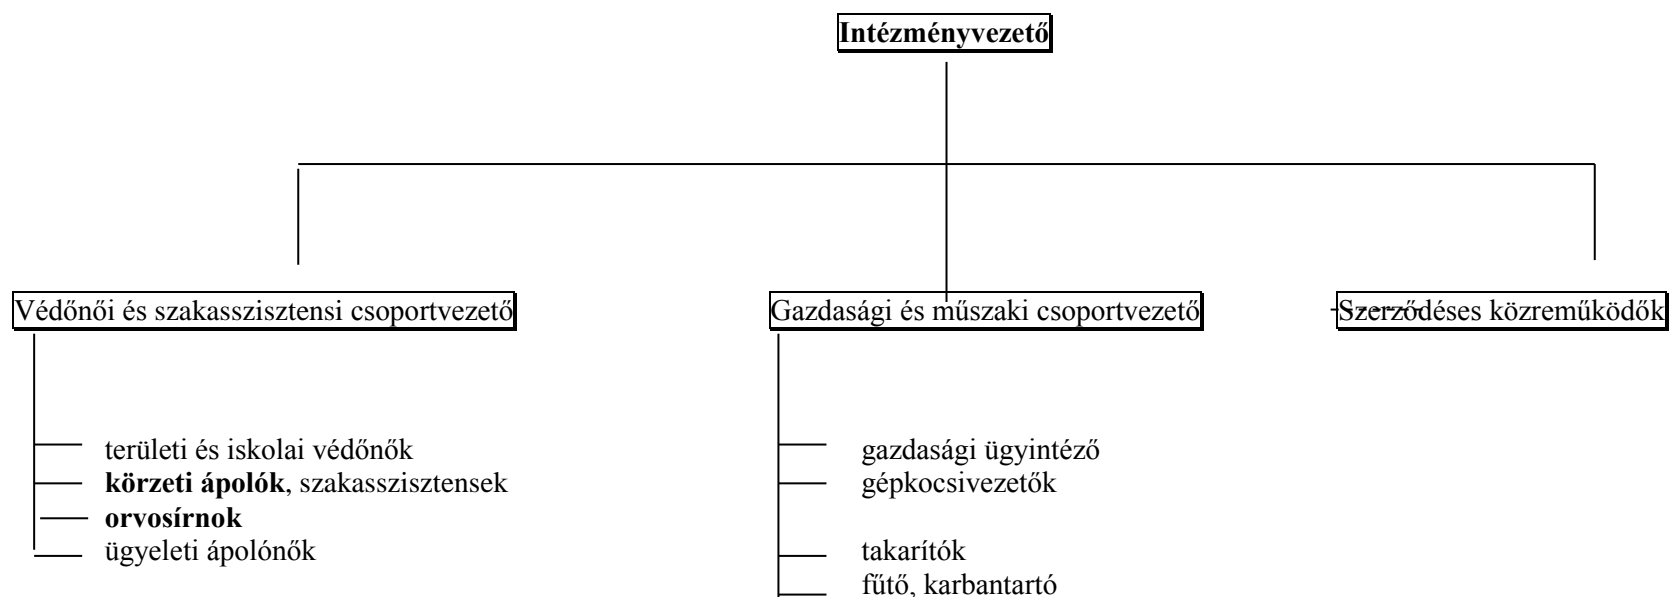 Intézményvezető
Védőnői és szakasszisztensi csoportvezető
Gazdasági és műszaki csoportvezető
Szerződéses közreműködők
területi és iskolai védőnők
körzeti ápolók, szakasszisztensek
orvosírnok
ügyeleti ápolónők
gazdasági ügyintéző
gépkocsivezetők
takarítók
fűtő, karbantartó